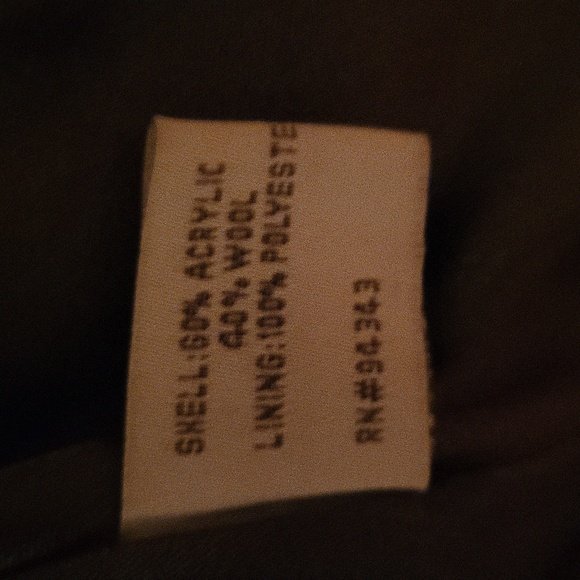 SHELL:60% ACRYLIC
40% WOOL
LINING:100% POLYESTE
RN#94343